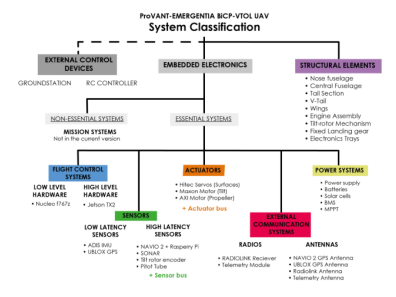 ProVANT-EMERGENTIA BiCP-VTOL UAV
System Classification
EXTERNAL CONTROL
DEVICES
GROUNDSTATION
RC CONTROLLER
EMBEDDED ELECTRONICS
STRUCTURAL ELEMENTS
• Nose fuselage
• Central Fuselage
• Tail Section
• V-Tail
• Wings
• Engine Assembly
• Tilt-rotor Mechanism
• Fixed Landing gear
• Electronics Trays
NON-ESSENTIAL SYSTEMS
MISSION SYSTEMS
Not in the current version
ESSENTIAL SYSTEMS
FLIGHT CONTROL
SYSTEMS
LOW LEVEL
HARDWARE
• Nucleo f767z
HIGH LEVEL
HARDWARE
• Jetson TX2
SENSORS
LOW LATENCY
SENSORS
• ADIS IMU
• UBLOX GPS
HIGH LATENCY
SENSORS
• NAVIO 2 + Rasperry Pi
• SONAR
• Tilt rotor encoder
• Pitot Tube
+ Sensor bus
ACTUATORS
• Hitec Servos (Surfaces)
• Maxon Motor (Tilt)
• AXI Motor (Propeller)
+ Actuator bus
EXTERNAL
COMMUNICATION
SYSTEMS
RADIOS
• RADIOLINK Reciever
• Telemetry Module
ANTENNAS
• NAVIO 2 GPS Antenna
• UBLOX GPS Antenna
• Radiolink Antenna
• Telemetry Antenna
POWER SYSTEMS
• Power supply
• Batteries
• Solar cells
• BMS
• MPPT